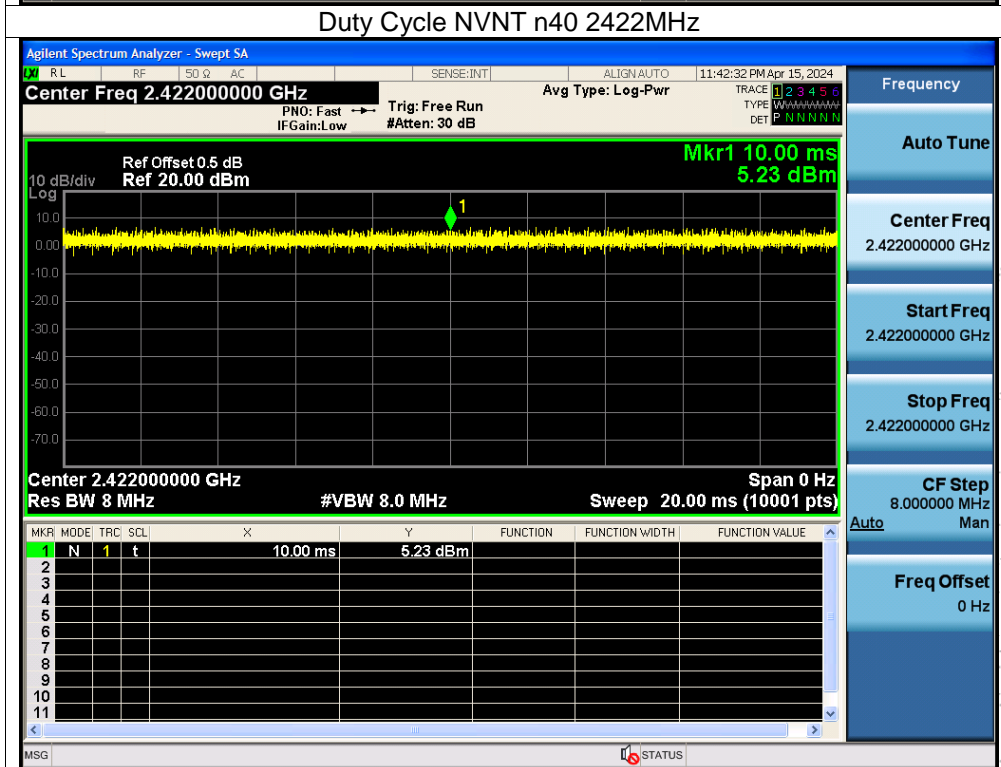 Duty Cycle NVNT n40 2422MHz
Agilent Spectrum Analyzer - Swept SA
LXI RL RF 50 Ω AC SENSE:INT ALIGN AUTO 11:42:32 PM Apr 15, 2024
Center Freq 2.422000000 GHz Avg Type: Log-Pwr TRACE 1 2 3 4 5 6
PNO: Fast Trig: Free Run TYPE WWWWWW
IFGain:Low #Atten: 30 dB DET P N N N N N
Ref Offset 0.5 dB Mkr1 10.00 ms
10 dB/div Ref 20.00 dBm 5.23 dBm
Log
1
10.0
0.00
-10.0
-20.0
-30.0
-40.0
-50.0
-60.0
-70.0
Center 2.422000000 GHz Span 0 Hz
Res BW 8 MHz #VBW 8.0 MHz Sweep 20.00 ms (10001 pts)
MKR MODE TRC SCL X Y FUNCTION FUNCTION WIDTH FUNCTION VALUE
1 N 1 t 10.00 ms 5.23 dBm
2
3
4
5
6
7
8
9
10
11
MSG STATUS
Frequency
Auto Tune
Center Freq
2.422000000 GHz
Start Freq
2.422000000 GHz
Stop Freq
2.422000000 GHz
CF Step
8.000000 MHz
Auto Man
Freq Offset
0 Hz